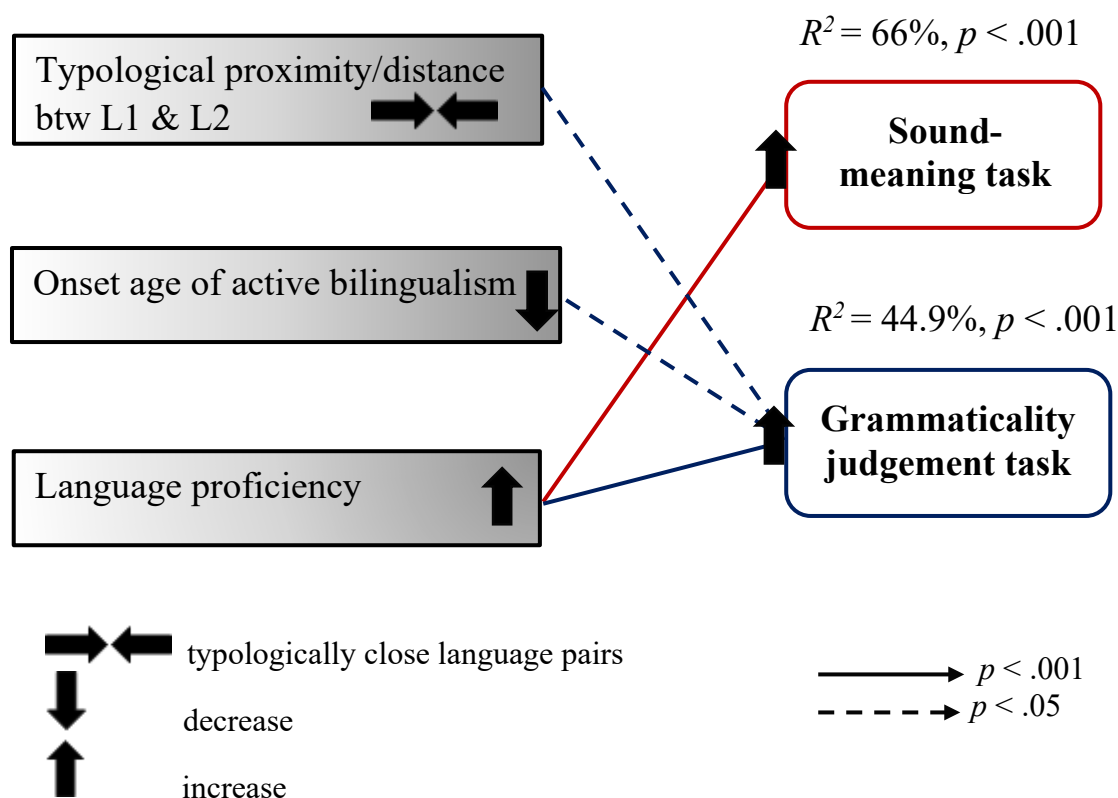 R² = 66%, p < .001
Typological proximity/distance
btw L1 & L2
Sound-
meaning task
Onset age of active bilingualism
R² = 44.9%, p < .001
Grammaticality
judgement task
Language proficiency
typologically close language pairs
p < .001
p < .05
decrease
increase